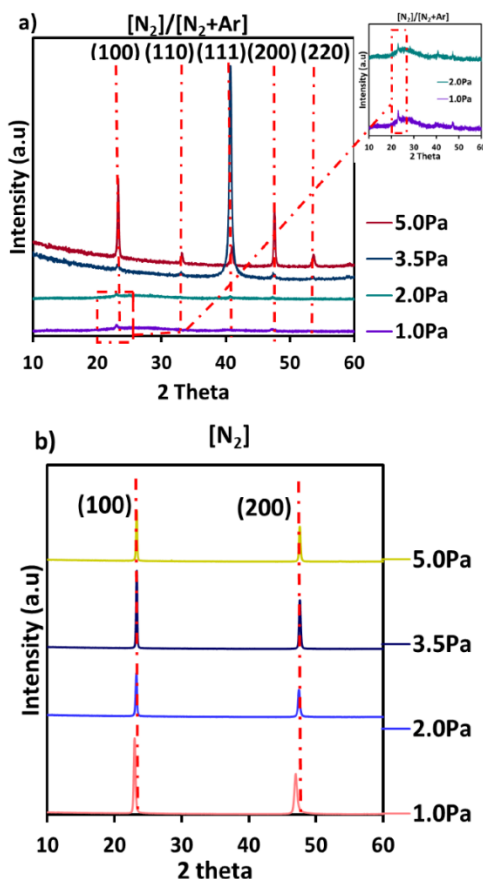 a)
[N₂]/[N₂+Ar]
(100) (110) (111) (200) (220)
Intensity (a.u)
5.0Pa
3.5Pa
2.0Pa
1.0Pa
10 20 30 40 50 60
2 Theta
[N₂]/[N₂+Ar]
Intensity (a.u)
2.0Pa
1.0Pa
10 20 30 40 50 60
2 Theta
b)
[N₂]
(100) (200)
Intensity (a.u)
5.0Pa
3.5Pa
2.0Pa
1.0Pa
10 20 30 40 50 60
2 theta